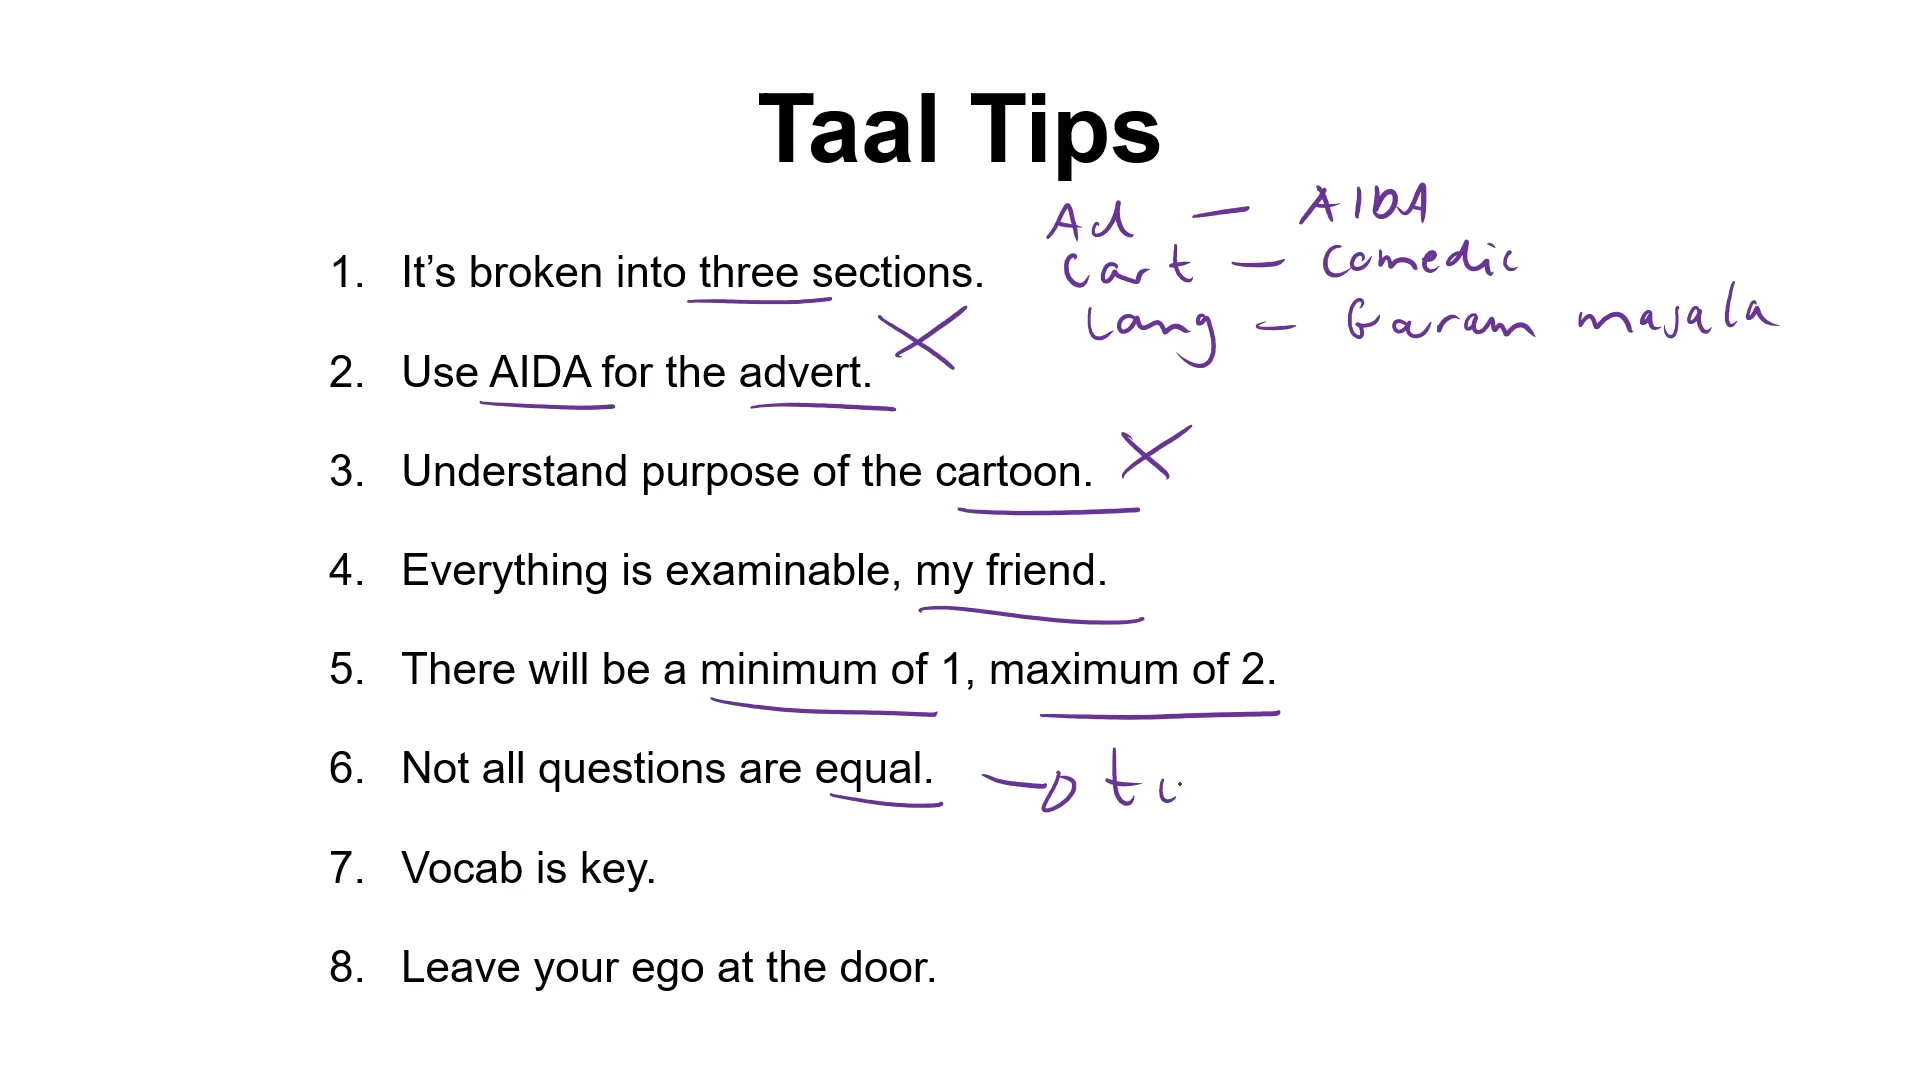 Taal Tips
Ad — AIDA
1. It’s broken into three sections.
Cart — Comedic
Lang — Garam masala
2. Use AIDA for the advert.
3. Understand purpose of the cartoon.
4. Everything is examinable, my friend.
5. There will be a minimum of 1, maximum of 2.
6. Not all questions are equal.
7. Vocab is key.
8. Leave your ego at the door.